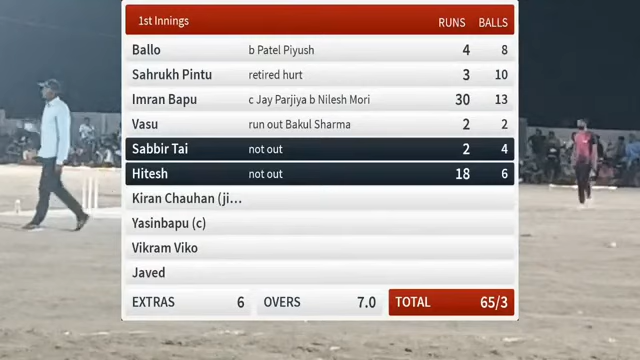 1st Innings RUNS BALLS
Ballo b Patel Piyush 4 8
Sahrukh Pintu retired hurt 3 10
Imran Bapu c Jay Parjiya b Nilesh Mori 30 13
Vasu run out Bakul Sharma 2 2
Sabbir Tai not out 2 4
Hitesh not out 18 6
Kiran Chauhan (ji...
Yasinbapu (c)
Vikram Viko
Javed
EXTRAS 6 OVERS 7.0 TOTAL 65/3